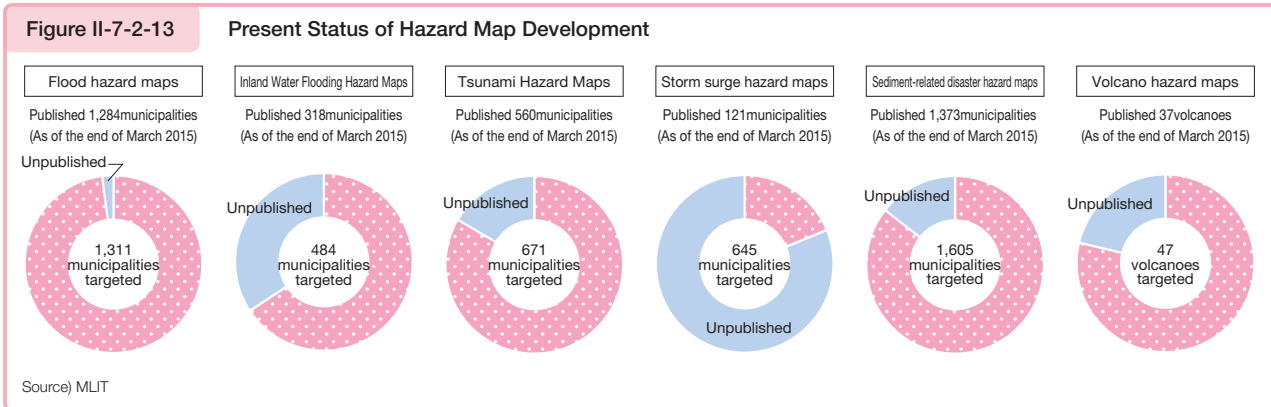 Figure II-7-2-13
Present Status of Hazard Map Development
Flood hazard maps
Published 1,284municipalities
(As of the end of March 2015)
Unpublished
1,311
municipalities
targeted
Inland Water Flooding Hazard Maps
Published 318municipalities
(As of the end of March 2015)
Unpublished
484
municipalities
targeted
Tsunami Hazard Maps
Published 560municipalities
(As of the end of March 2015)
Unpublished
671
municipalities
targeted
Storm surge hazard maps
Published 121municipalities
(As of the end of March 2015)
645
municipalities
targeted
Unpublished
Sediment-related disaster hazard maps
Published 1,373municipalities
(As of the end of March 2015)
Unpublished
1,605
municipalities
targeted
Volcano hazard maps
Published 37volcanoes
(As of the end of March 2015)
Unpublished
47
volcanoes
targeted
Source) MLIT